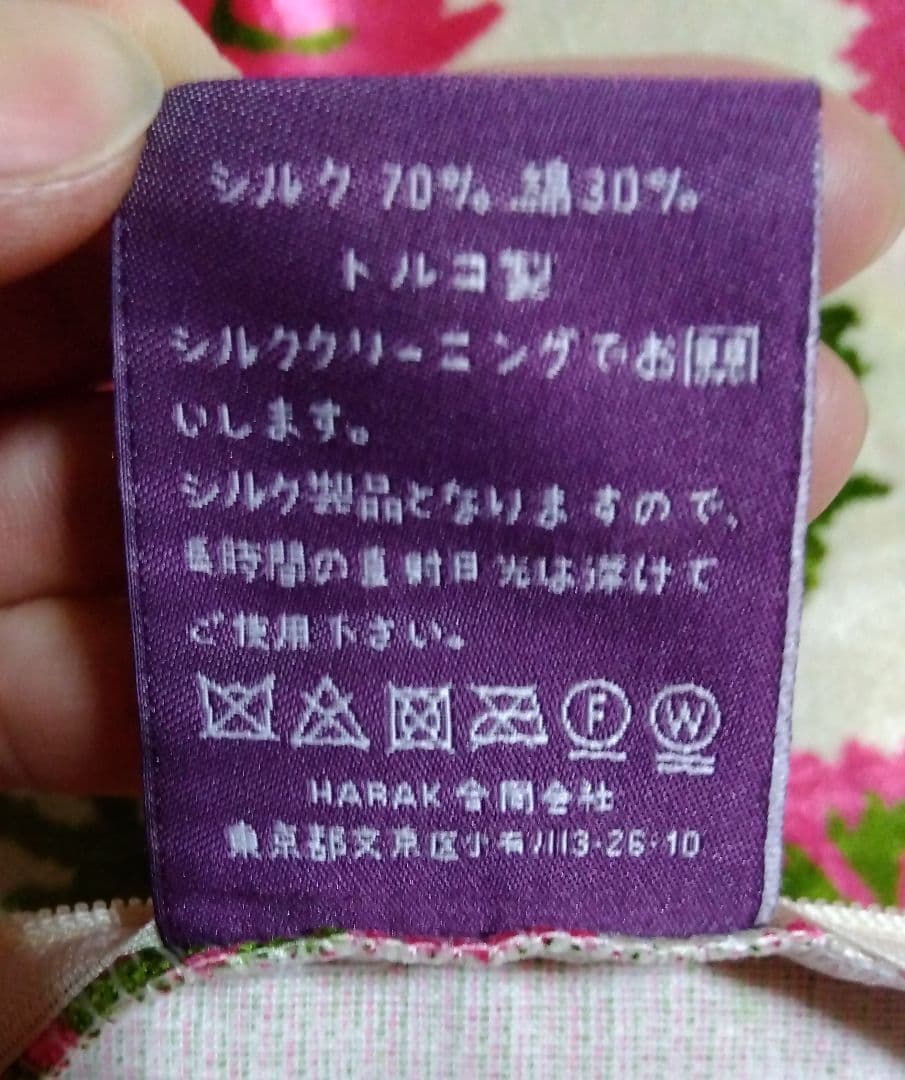 シルク 70%。綿30%。
トルコ製
シルククリーニングでお
いします。
シルク製品となりますので、
長時間の直射日光は避けて
ご使用下さい。
F W
HARAK 合同会社
東京都文京区小石川13-26-10